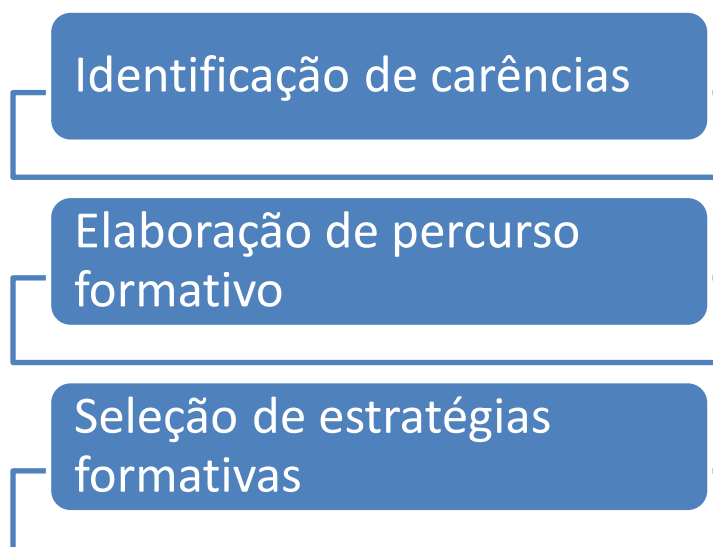 Identificação de carências
Elaboração de percurso
formativo
Seleção de estratégias
formativas